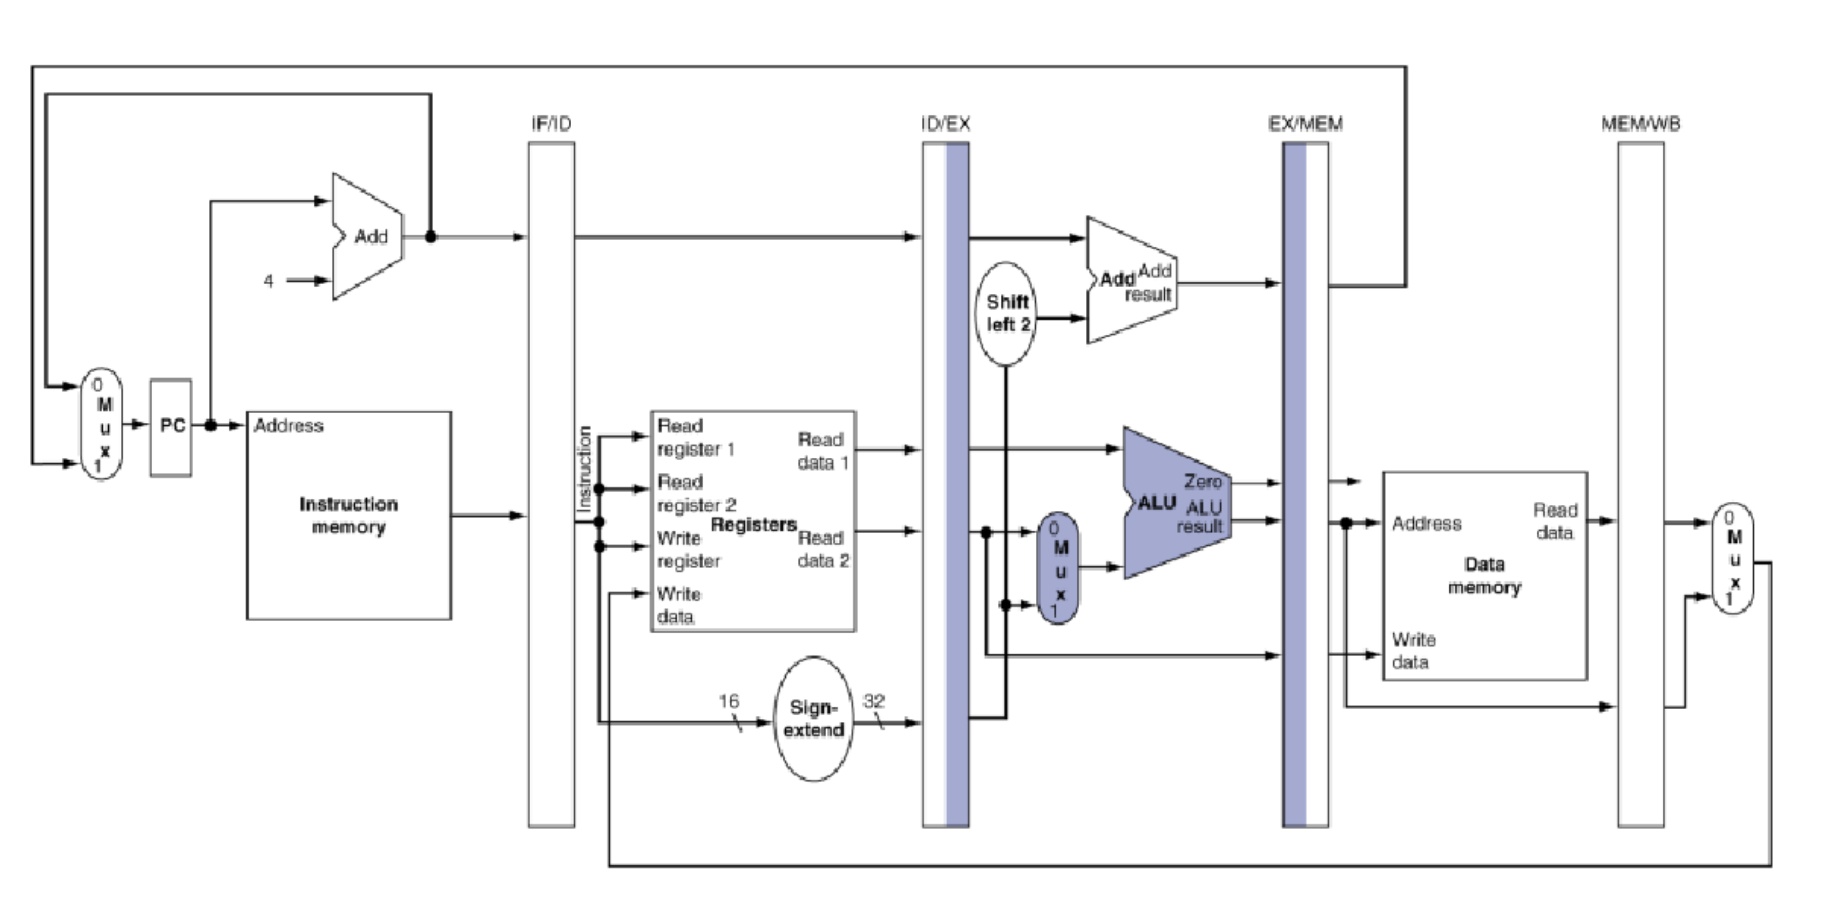 IF/ID
ID/EX
EX/MEM
MEM/WB
Add
4
Shift
left 2
Add
Add
result
0
M
u
x
1
PC
Address
Instruction
memory
Instruction
Read
register 1
Read
register 2
Write
register
Write
data
Registers
Read
data 1
Read
data 2
16
Sign-
extend
32
0
M
u
x
1
ALU
Zero
ALU
result
Address
Read
data
Data
memory
Write
data
0
M
u
x
1